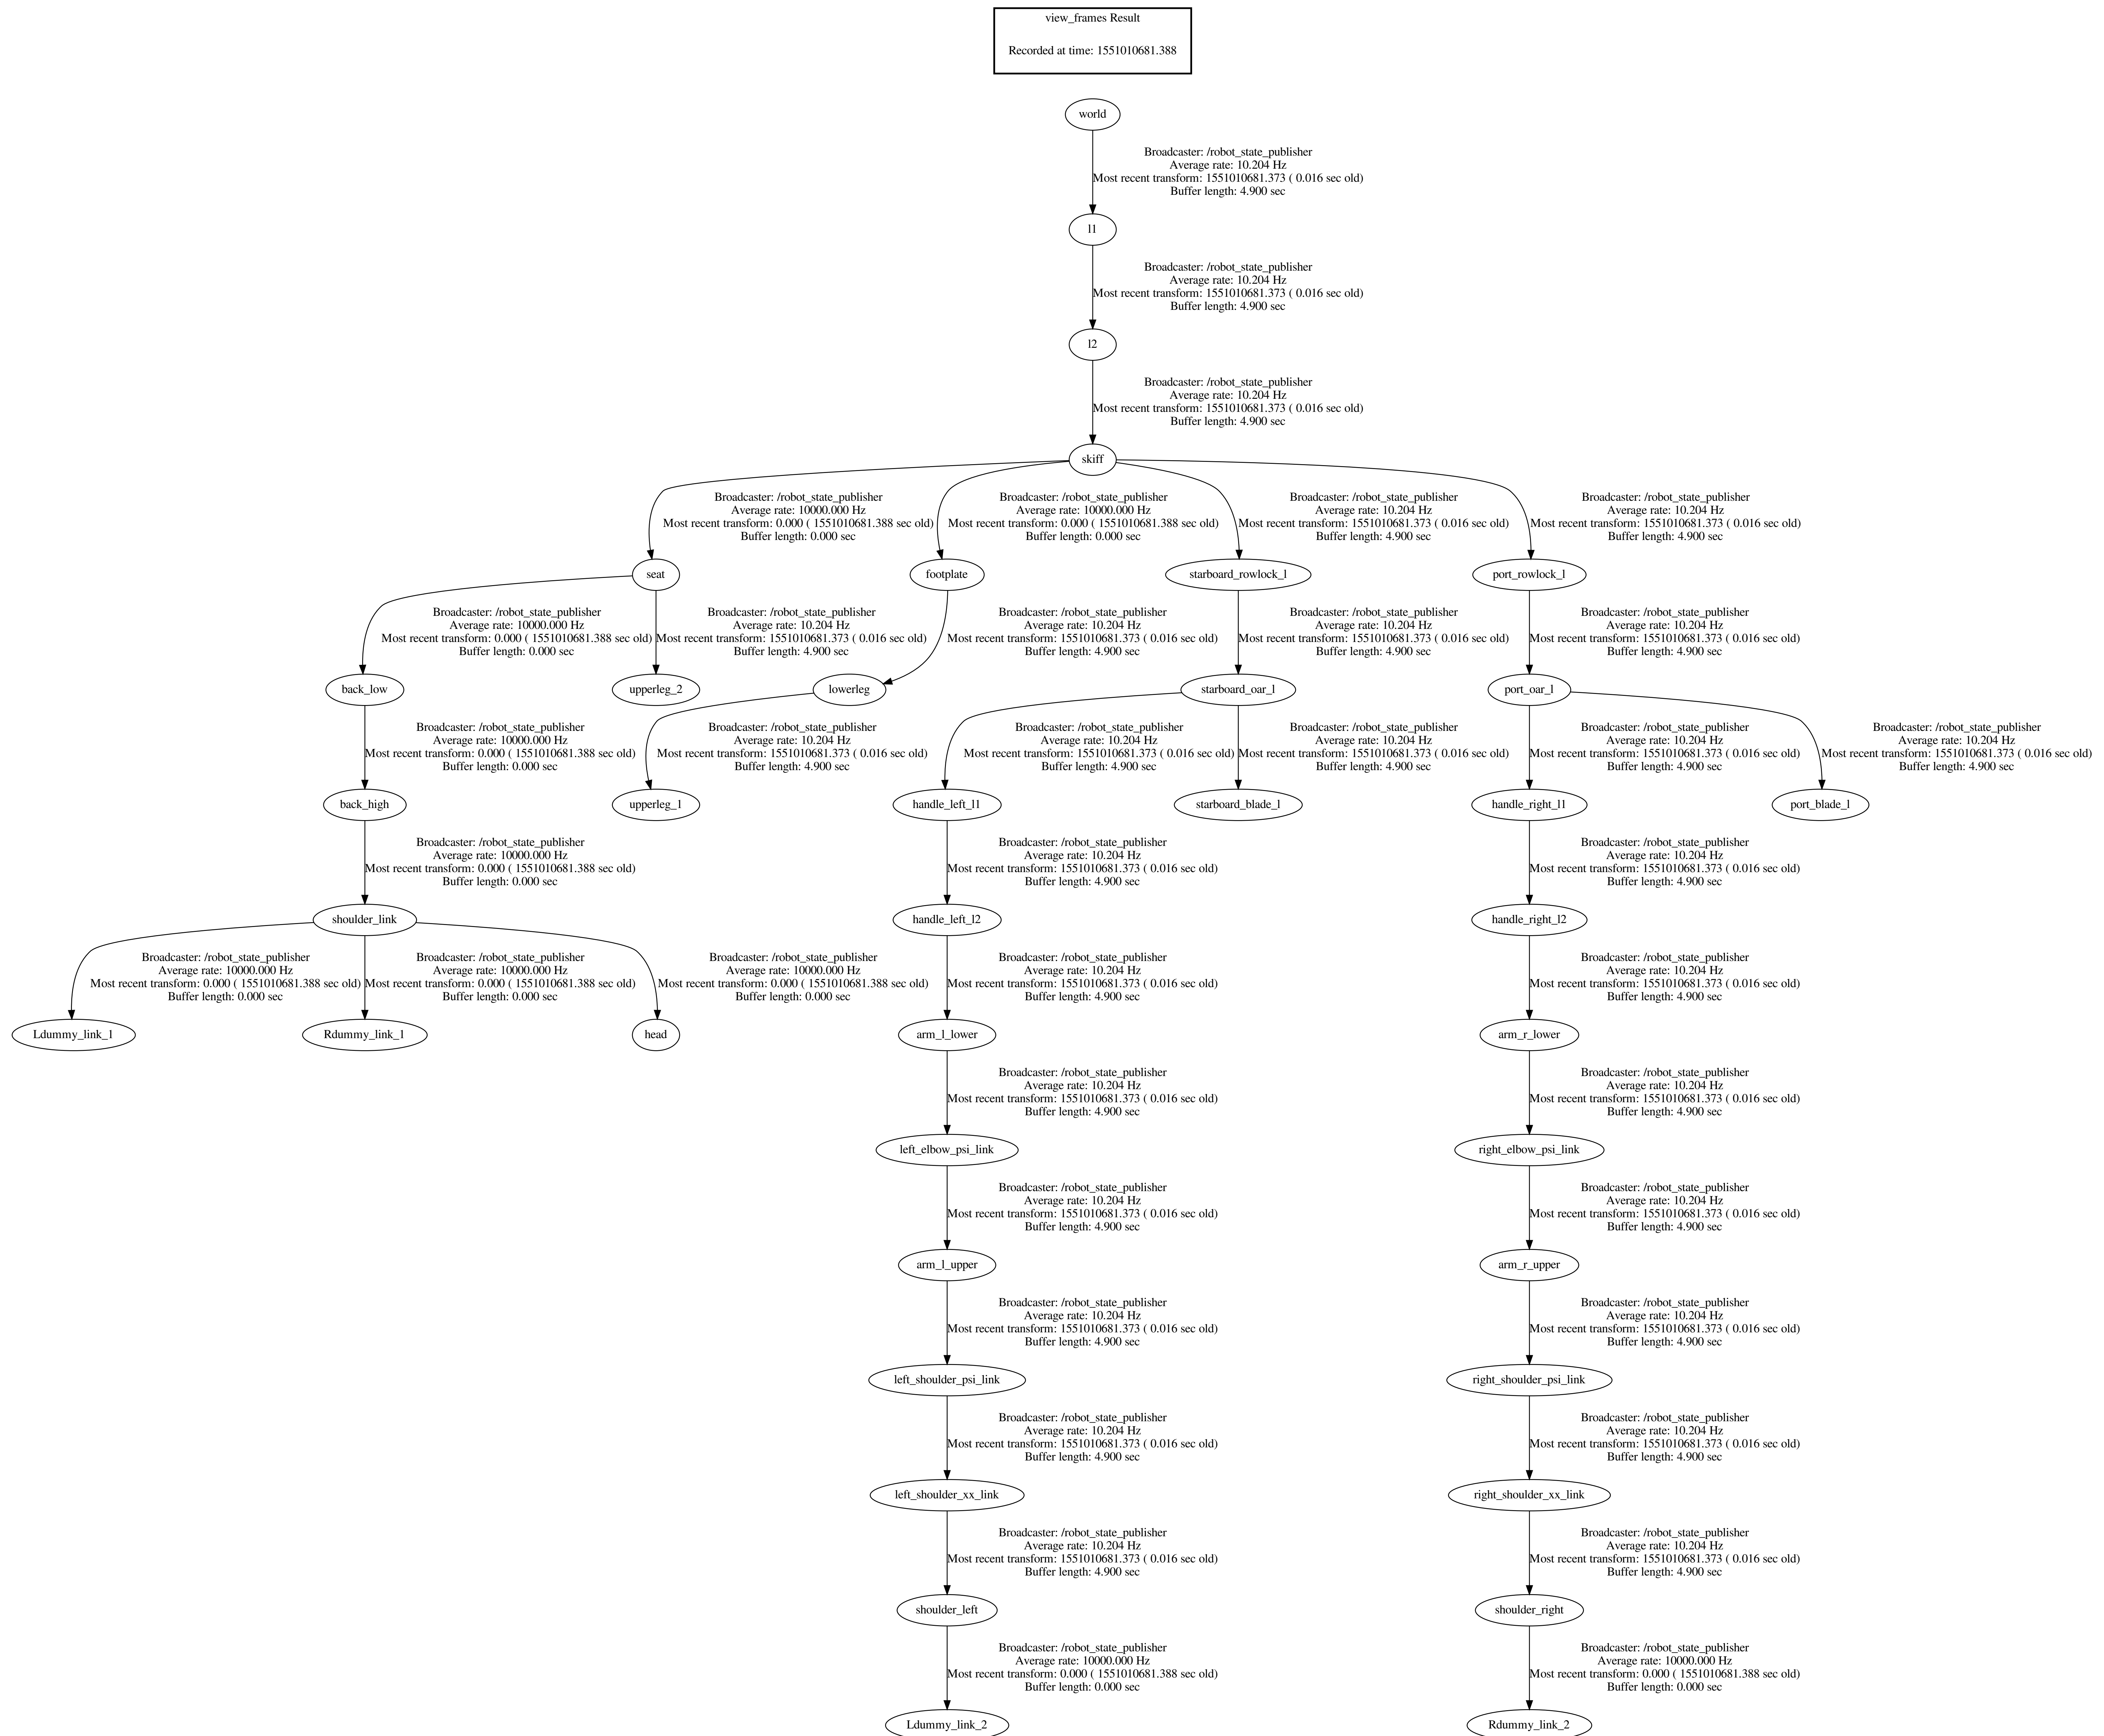 view_frames Result
Recorded at time: 1551010681.388
world
Broadcaster: /robot_state_publisher
Average rate: 10.204 Hz
Most recent transform: 1551010681.373 ( 0.016 sec old)
Buffer length: 4.900 sec
l1
Broadcaster: /robot_state_publisher
Average rate: 10.204 Hz
Most recent transform: 1551010681.373 ( 0.016 sec old)
Buffer length: 4.900 sec
l2
Broadcaster: /robot_state_publisher
Average rate: 10.204 Hz
Most recent transform: 1551010681.373 ( 0.016 sec old)
Buffer length: 4.900 sec
skiff
Broadcaster: /robot_state_publisher
Average rate: 10000.000 Hz
Most recent transform: 0.000 ( 1551010681.388 sec old)
Buffer length: 0.000 sec
Broadcaster: /robot_state_publisher
Average rate: 10000.000 Hz
Most recent transform: 0.000 ( 1551010681.388 sec old)
Buffer length: 0.000 sec
Broadcaster: /robot_state_publisher
Average rate: 10.204 Hz
Most recent transform: 1551010681.373 ( 0.016 sec old)
Buffer length: 4.900 sec
Broadcaster: /robot_state_publisher
Average rate: 10.204 Hz
Most recent transform: 1551010681.373 ( 0.016 sec old)
Buffer length: 4.900 sec
seat
footplate
starboard_rowlock_l
port_rowlock_l
Broadcaster: /robot_state_publisher
Average rate: 10000.000 Hz
Most recent transform: 0.000 ( 1551010681.388 sec old)
Buffer length: 0.000 sec
Broadcaster: /robot_state_publisher
Average rate: 10.204 Hz
Most recent transform: 1551010681.373 ( 0.016 sec old)
Buffer length: 4.900 sec
Broadcaster: /robot_state_publisher
Average rate: 10.204 Hz
Most recent transform: 1551010681.373 ( 0.016 sec old)
Buffer length: 4.900 sec
Broadcaster: /robot_state_publisher
Average rate: 10.204 Hz
Most recent transform: 1551010681.373 ( 0.016 sec old)
Buffer length: 4.900 sec
Broadcaster: /robot_state_publisher
Average rate: 10.204 Hz
Most recent transform: 1551010681.373 ( 0.016 sec old)
Buffer length: 4.900 sec
back_low
upperleg_2
lowerleg
starboard_oar_l
port_oar_l
Broadcaster: /robot_state_publisher
Average rate: 10000.000 Hz
Most recent transform: 0.000 ( 1551010681.388 sec old)
Buffer length: 0.000 sec
Broadcaster: /robot_state_publisher
Average rate: 10.204 Hz
Most recent transform: 1551010681.373 ( 0.016 sec old)
Buffer length: 4.900 sec
Broadcaster: /robot_state_publisher
Average rate: 10.204 Hz
Most recent transform: 1551010681.373 ( 0.016 sec old)
Buffer length: 4.900 sec
Broadcaster: /robot_state_publisher
Average rate: 10.204 Hz
Most recent transform: 1551010681.373 ( 0.016 sec old)
Buffer length: 4.900 sec
Broadcaster: /robot_state_publisher
Average rate: 10.204 Hz
Most recent transform: 1551010681.373 ( 0.016 sec old)
Buffer length: 4.900 sec
Broadcaster: /robot_state_publisher
Average rate: 10.204 Hz
Most recent transform: 1551010681.373 ( 0.016 sec old)
Buffer length: 4.900 sec
back_high
upperleg_1
handle_left_l1
starboard_blade_l
handle_right_l1
port_blade_l
Broadcaster: /robot_state_publisher
Average rate: 10000.000 Hz
Most recent transform: 0.000 ( 1551010681.388 sec old)
Buffer length: 0.000 sec
Broadcaster: /robot_state_publisher
Average rate: 10.204 Hz
Most recent transform: 1551010681.373 ( 0.016 sec old)
Buffer length: 4.900 sec
Broadcaster: /robot_state_publisher
Average rate: 10.204 Hz
Most recent transform: 1551010681.373 ( 0.016 sec old)
Buffer length: 4.900 sec
shoulder_link
handle_left_l2
handle_right_l2
Broadcaster: /robot_state_publisher
Average rate: 10000.000 Hz
Most recent transform: 0.000 ( 1551010681.388 sec old)
Buffer length: 0.000 sec
Broadcaster: /robot_state_publisher
Average rate: 10000.000 Hz
Most recent transform: 0.000 ( 1551010681.388 sec old)
Buffer length: 0.000 sec
Broadcaster: /robot_state_publisher
Average rate: 10000.000 Hz
Most recent transform: 0.000 ( 1551010681.388 sec old)
Buffer length: 0.000 sec
Broadcaster: /robot_state_publisher
Average rate: 10.204 Hz
Most recent transform: 1551010681.373 ( 0.016 sec old)
Buffer length: 4.900 sec
Broadcaster: /robot_state_publisher
Average rate: 10.204 Hz
Most recent transform: 1551010681.373 ( 0.016 sec old)
Buffer length: 4.900 sec
Ldummy_link_1
Rdummy_link_1
head
arm_l_lower
arm_r_lower
Broadcaster: /robot_state_publisher
Average rate: 10.204 Hz
Most recent transform: 1551010681.373 ( 0.016 sec old)
Buffer length: 4.900 sec
Broadcaster: /robot_state_publisher
Average rate: 10.204 Hz
Most recent transform: 1551010681.373 ( 0.016 sec old)
Buffer length: 4.900 sec
left_elbow_psi_link
right_elbow_psi_link
Broadcaster: /robot_state_publisher
Average rate: 10.204 Hz
Most recent transform: 1551010681.373 ( 0.016 sec old)
Buffer length: 4.900 sec
Broadcaster: /robot_state_publisher
Average rate: 10.204 Hz
Most recent transform: 1551010681.373 ( 0.016 sec old)
Buffer length: 4.900 sec
arm_l_upper
arm_r_upper
Broadcaster: /robot_state_publisher
Average rate: 10.204 Hz
Most recent transform: 1551010681.373 ( 0.016 sec old)
Buffer length: 4.900 sec
Broadcaster: /robot_state_publisher
Average rate: 10.204 Hz
Most recent transform: 1551010681.373 ( 0.016 sec old)
Buffer length: 4.900 sec
left_shoulder_psi_link
right_shoulder_psi_link
Broadcaster: /robot_state_publisher
Average rate: 10.204 Hz
Most recent transform: 1551010681.373 ( 0.016 sec old)
Buffer length: 4.900 sec
Broadcaster: /robot_state_publisher
Average rate: 10.204 Hz
Most recent transform: 1551010681.373 ( 0.016 sec old)
Buffer length: 4.900 sec
left_shoulder_xx_link
right_shoulder_xx_link
Broadcaster: /robot_state_publisher
Average rate: 10.204 Hz
Most recent transform: 1551010681.373 ( 0.016 sec old)
Buffer length: 4.900 sec
Broadcaster: /robot_state_publisher
Average rate: 10.204 Hz
Most recent transform: 1551010681.373 ( 0.016 sec old)
Buffer length: 4.900 sec
shoulder_left
shoulder_right
Broadcaster: /robot_state_publisher
Average rate: 10000.000 Hz
Most recent transform: 0.000 ( 1551010681.388 sec old)
Buffer length: 0.000 sec
Broadcaster: /robot_state_publisher
Average rate: 10000.000 Hz
Most recent transform: 0.000 ( 1551010681.388 sec old)
Buffer length: 0.000 sec
Ldummy_link_2
Rdummy_link_2